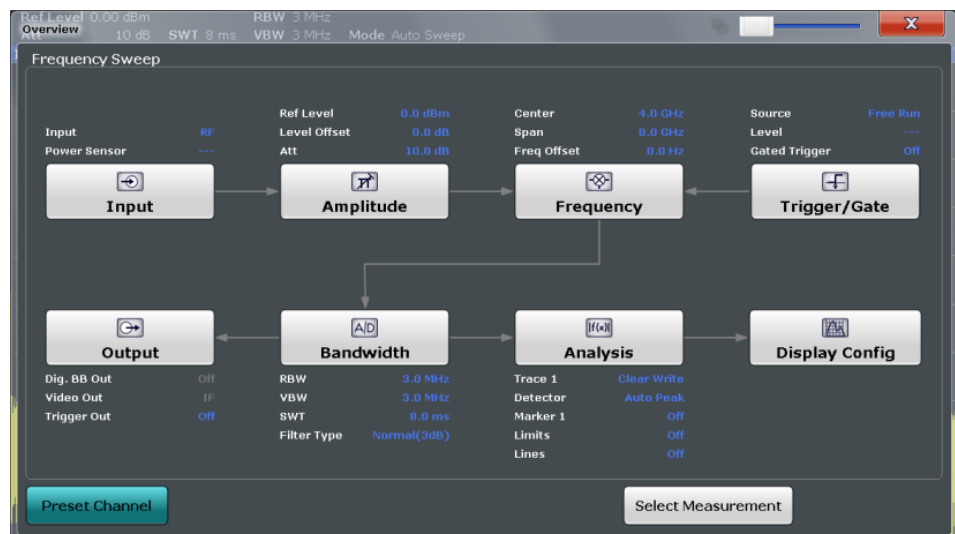 Ref Level 0.00 dBm RBW 3 MHz
Overview
Att 10 dB SWT 8 ms VBW 3 MHz Mode Auto Sweep
X
Frequency Sweep
Input RF
Power Sensor ---
Ref Level 0.0 dBm
Level Offset 0.0 dB
Att 10.0 dB
Center 4.0 GHz
Span 8.0 GHz
Freq Offset 0.0 Hz
Source Free Run
Level ---
Gated Trigger Off
Input
Amplitude
Frequency
Trigger/Gate
A/D
|f(x)|
Output
Bandwidth
Analysis
Display Config
Dig. BB Out Off
Video Out IF
Trigger Out Off
RBW 3.0 MHz
VBW 3.0 MHz
SWT 8.0 ms
Filter Type Normal(3dB)
Trace 1 Clear Write
Detector Auto Peak
Marker 1 Off
Limits Off
Lines Off
Preset Channel
Select Measurement